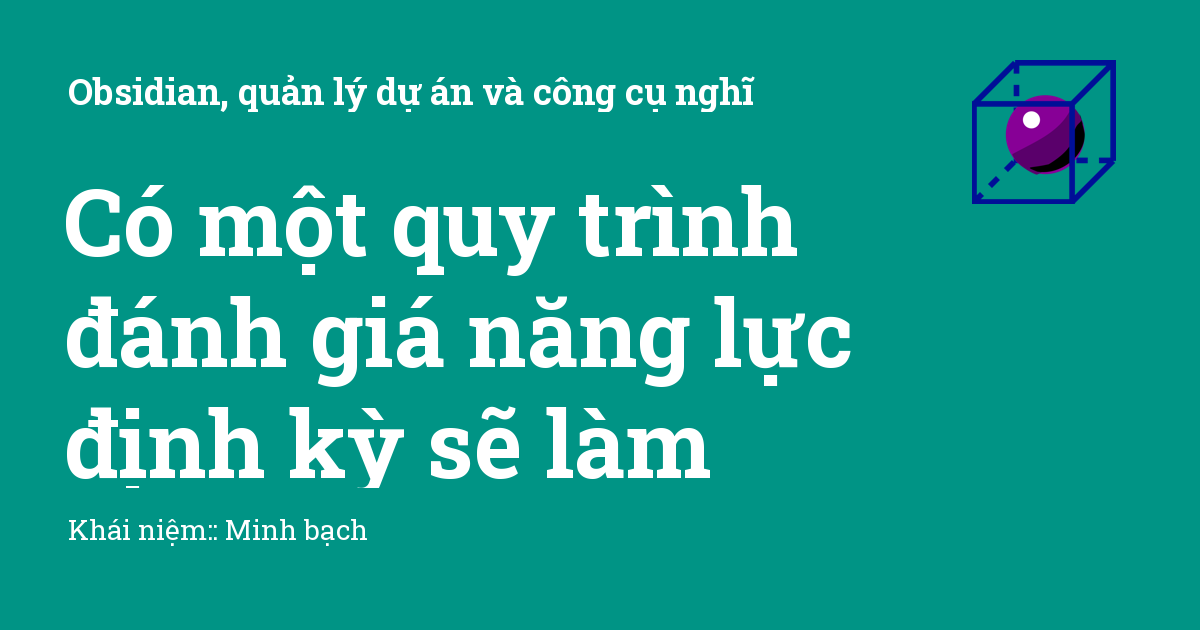 Obsidian, quản lý dự án và công cụ nghĩ
Có một quy trình
đánh giá năng lực
định kỳ sẽ làm
Khái niệm:: Minh bạch